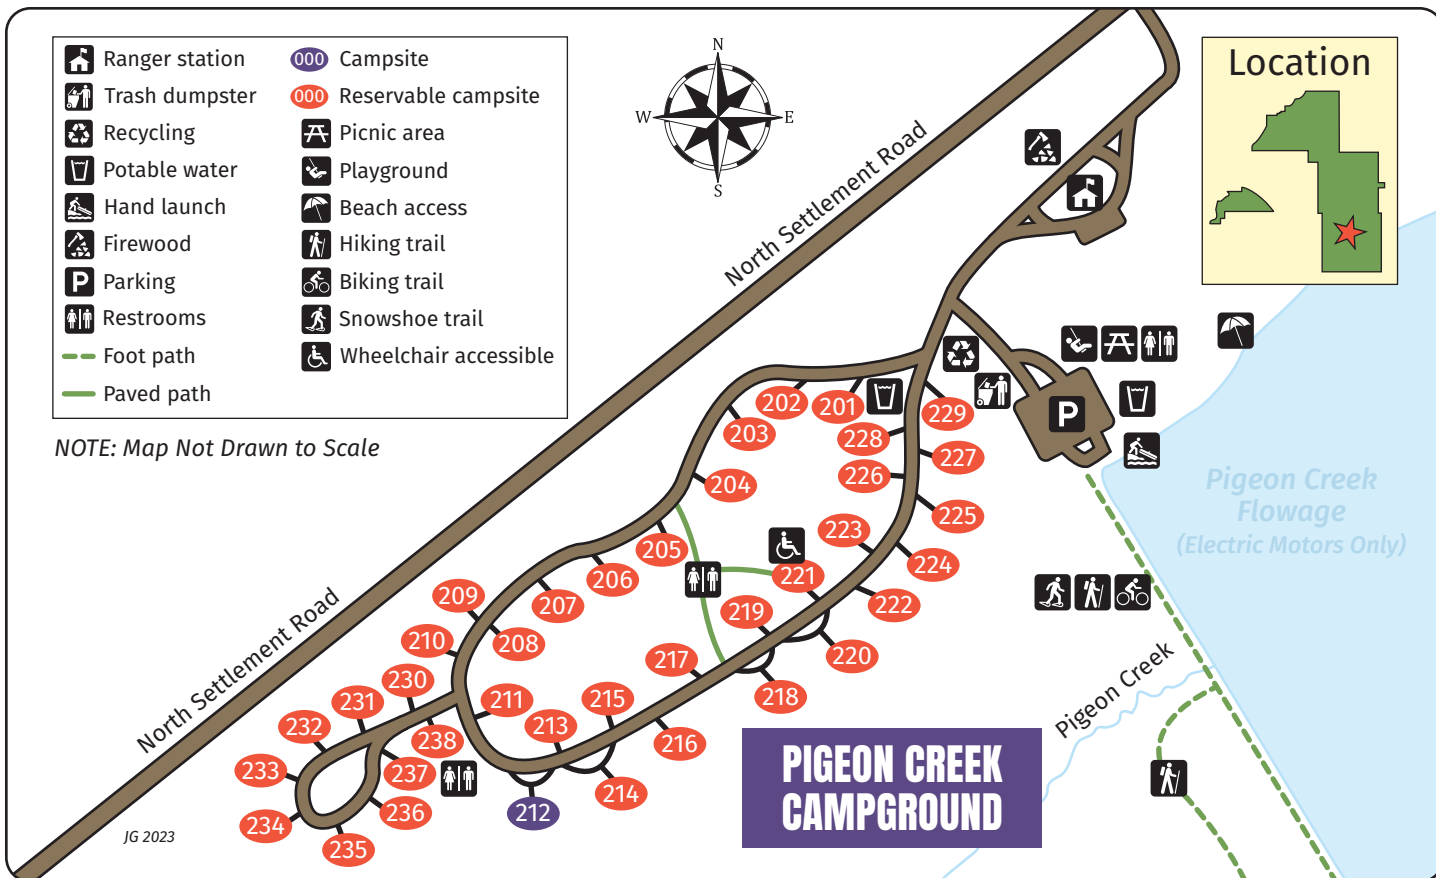 Ranger station
Trash dumpster
Recycling
Potable water
Hand launch
Firewood
P Parking
Restrooms
Foot path
Paved path
000 Campsite
000 Reservable campsite
Picnic area
Playground
Beach access
Hiking trail
Biking trail
Snowshoe trail
Wheelchair accessible
NOTE: Map Not Drawn to Scale
N
W
E
S
Location
North Settlement Road
North Settlement Road
P
Pigeon Creek
Flowage
(Electric Motors Only)
Pigeon Creek
201
202
203
204
205
206
207
208
209
210
211
212
213
214
215
216
217
218
219
220
221
222
223
224
225
226
227
228
229
230
231
232
233
234
235
236
237
238
PIGEON CREEK
CAMPGROUND
JG 2023